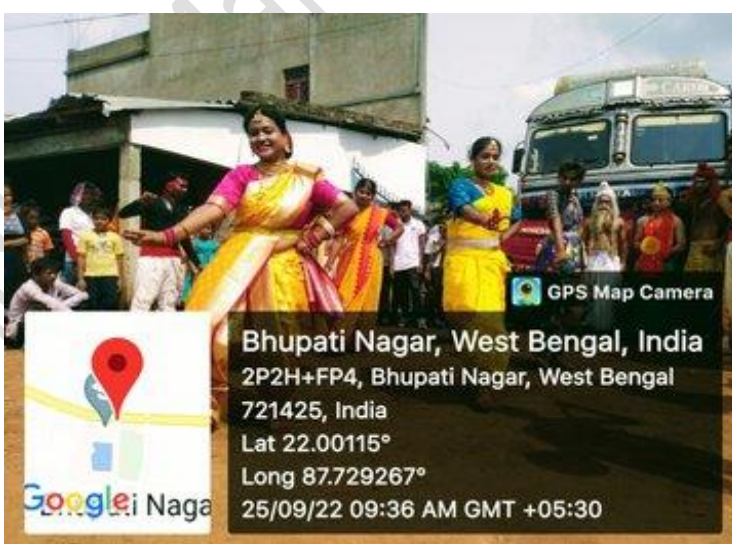 GPS Map Camera
Bhupati Nagar, West Bengal, India
2P2H+FP4, Bhupati Nagar, West Bengal
721425, India
Lat 22.00115°
Long 87.729267°
25/09/22 09:36 AM GMT +05:30
Google